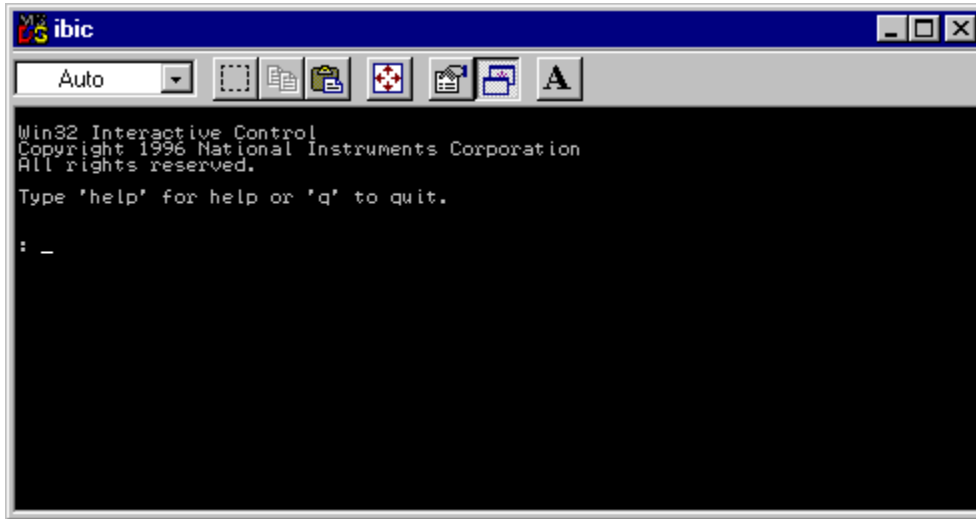 ibic
Auto
A
Win32 Interactive Control
Copyright 1996 National Instruments Corporation
All rights reserved.
Type 'help' for help or 'q' to quit.
: _